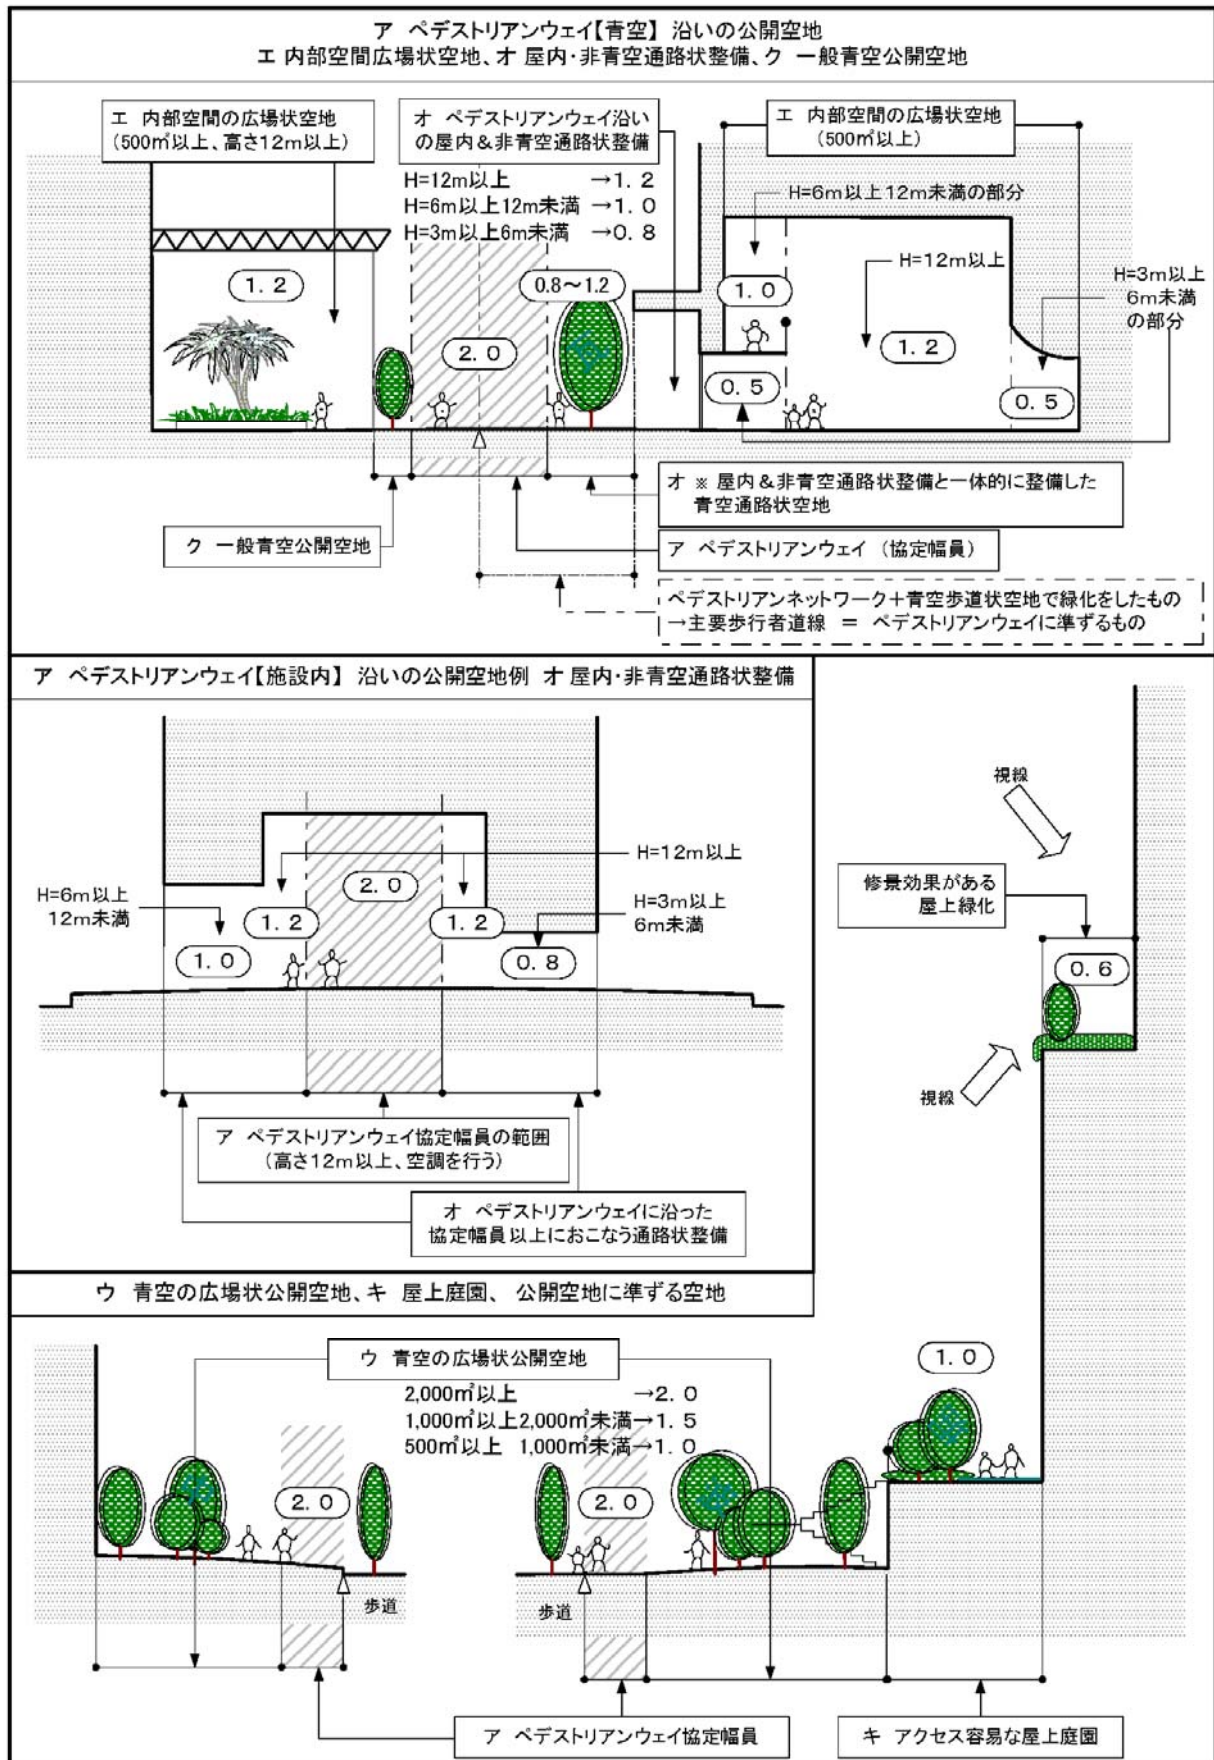 ア ペデストリアンウェイ【青空】 沿いの公開空地
エ 内部空間広場状空地、オ 屋内・非青空通路状整備、ク 一般青空公開空地
エ 内部空間の広場状空地
(500㎡以上、高さ12m以上)
オ ペデストリアンウェイ沿い
の屋内&非青空通路状整備
H=12m以上 →1.2
H=6m以上12m未満 →1.0
H=3m以上6m未満 →0.8
エ 内部空間の広場状空地
(500㎡以上)
H=6m以上12m未満の部分
H=12m以上
H=3m以上
6m未満
の部分
1.2
2.0
0.8～1.2
1.0
0.5
1.2
0.5
オ ※ 屋内&非青空通路状整備と一体的に整備した
青空通路状空地
ク 一般青空公開空地
ア ペデストリアンウェイ (協定幅員)
ペデストリアンネットワーク+青空歩道状空地で緑化をしたもの
→主要歩行者道線 = ペデストリアンウェイに準ずるもの
ア ペデストリアンウェイ【施設内】 沿いの公開空地例 オ 屋内・非青空通路状整備
H=12m以上
H=6m以上
12m未満
H=3m以上
6m未満
2.0
1.2
1.2
1.0
0.8
ア ペデストリアンウェイ協定幅員の範囲
(高さ12m以上、空調を行う)
オ ペデストリアンウェイに沿った
協定幅員以上におこなう通路状整備
視線
修景効果がある
屋上緑化
0.6
視線
ウ 青空の広場状公開空地、キ 屋上庭園、 公開空地に準ずる空地
ウ 青空の広場状公開空地
2,000㎡以上 →2.0
1,000㎡以上2,000㎡未満→1.5
500㎡以上 1,000㎡未満→1.0
1.0
2.0
2.0
歩道
歩道
ア ペデストリアンウェイ協定幅員
キ アクセス容易な屋上庭園